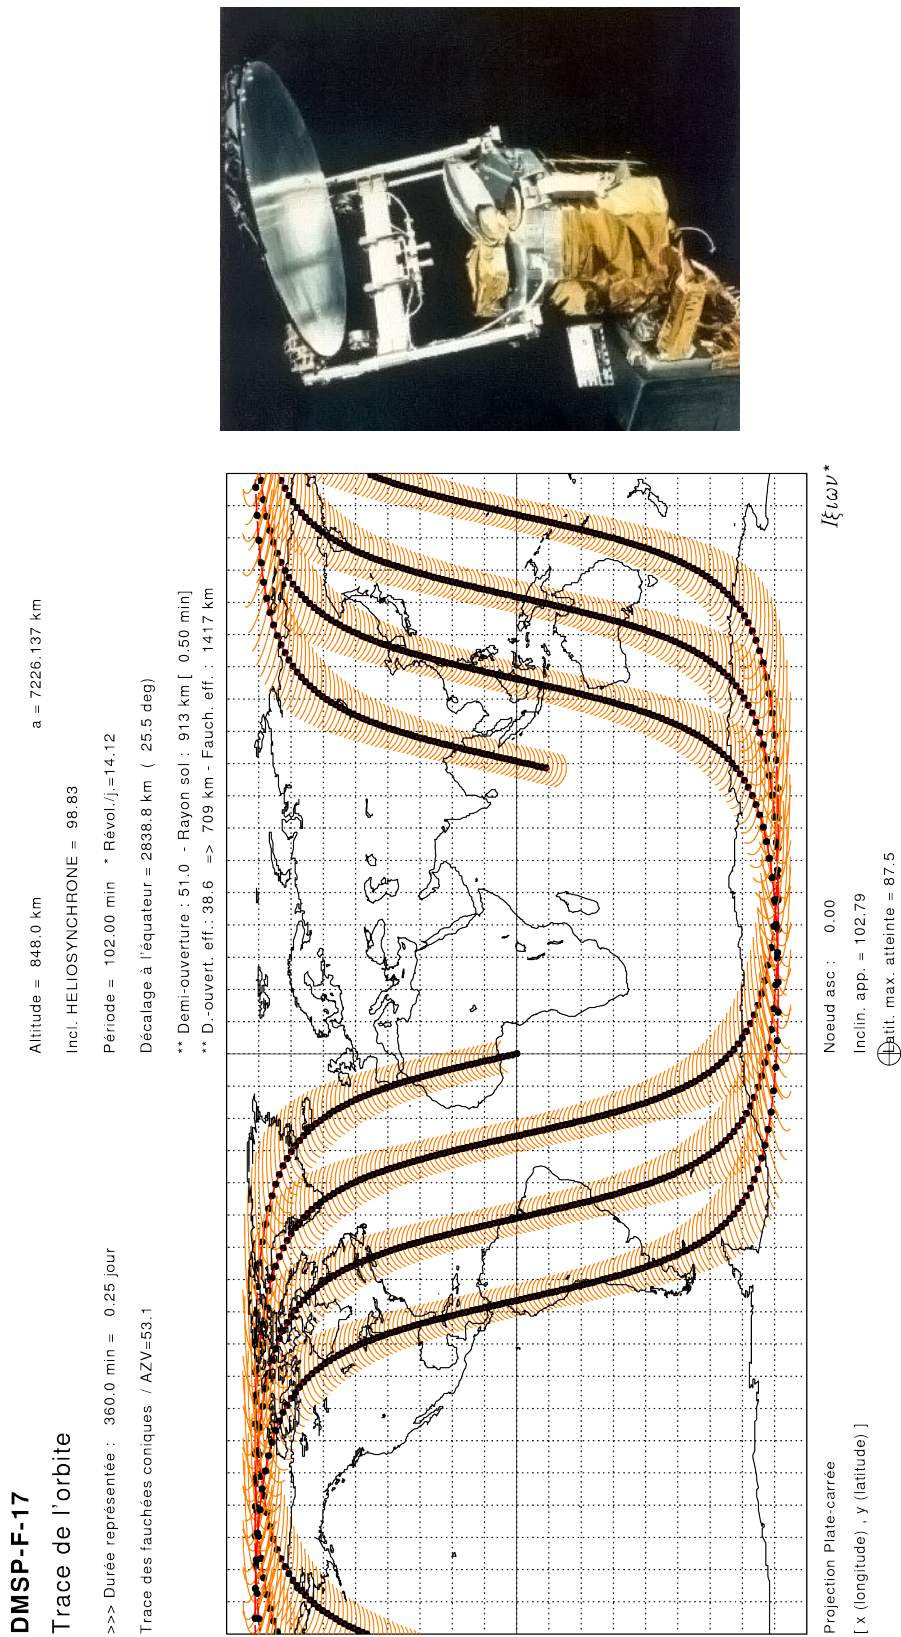 DMSP-F-17
Trace de l'orbite
>>> Durée représentée : 360.0 min = 0.25 jour
Trace des fauchées coniques / AZV=53.1
Altitude = 848.0 km a = 7226.137 km
Incl. HELIOSYNCHRONE = 98.83
Période = 102.00 min * Révol./j.=14.12
Décalage à l'équateur = 2838.8 km ( 25.5 deg)
** Demi-ouverture : 51.0 - Rayon sol : 913 km [ 0.50 min]
** D.-ouvert. eff.: 38.6 => 709 km - Fauch. eff. : 1417 km
Projection Plate-carrée
[ x (longitude) , y (latitude) ]
Noeud asc : 0.00
Inclin. app. = 102.79
Latit. max. atteinte = 87.5
Ιξιων*